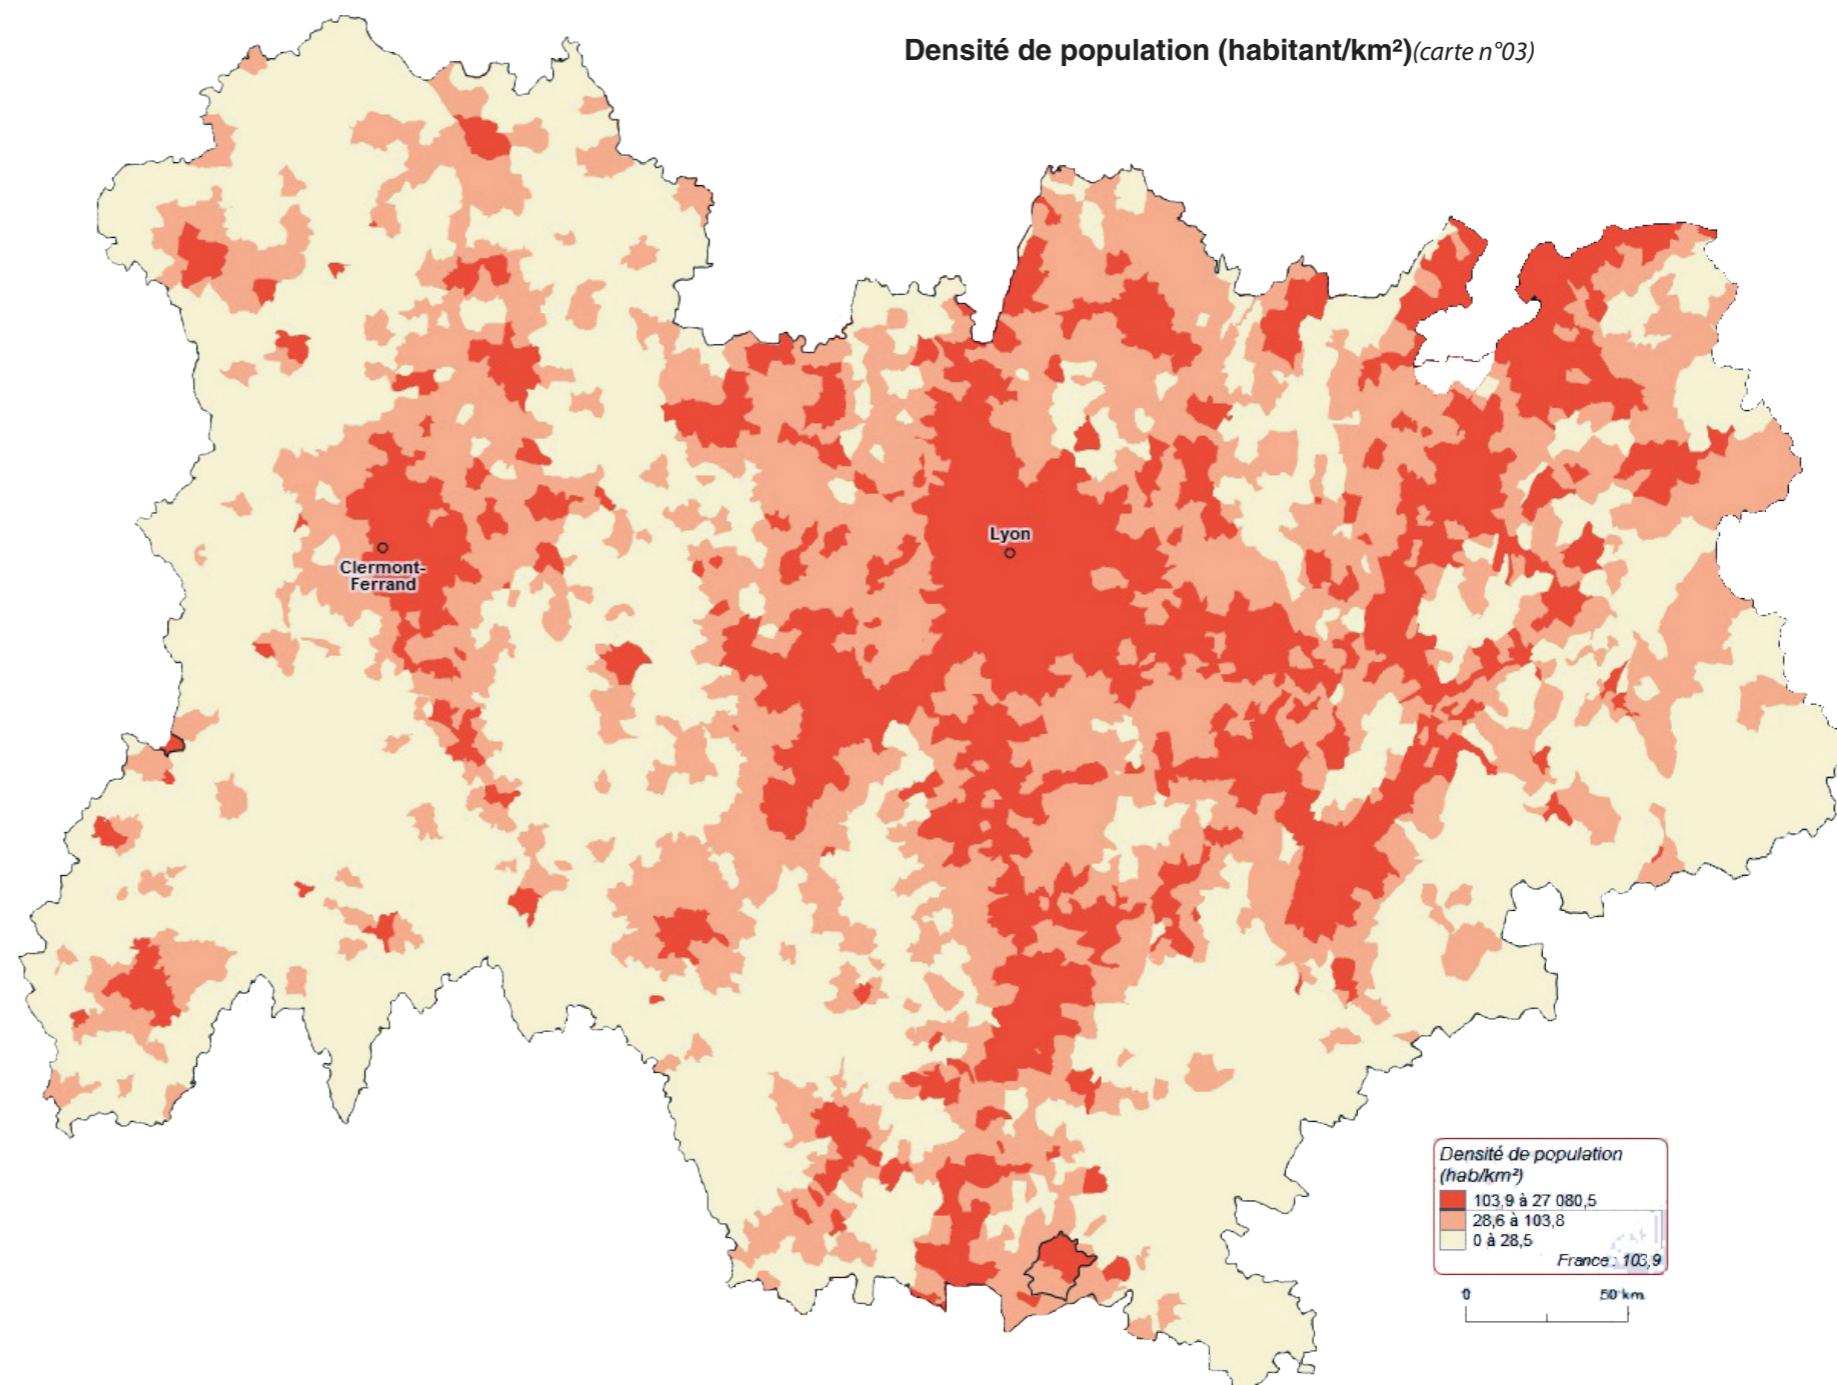 Densité de population (habitant/km²)(carte n°03)
Lyon
Clermont-
Ferrand
Densité de population
(hab/km²)
103,9 à 27 080,5
28,6 à 103,8
0 à 28,5
France : 103,9
0 50 km